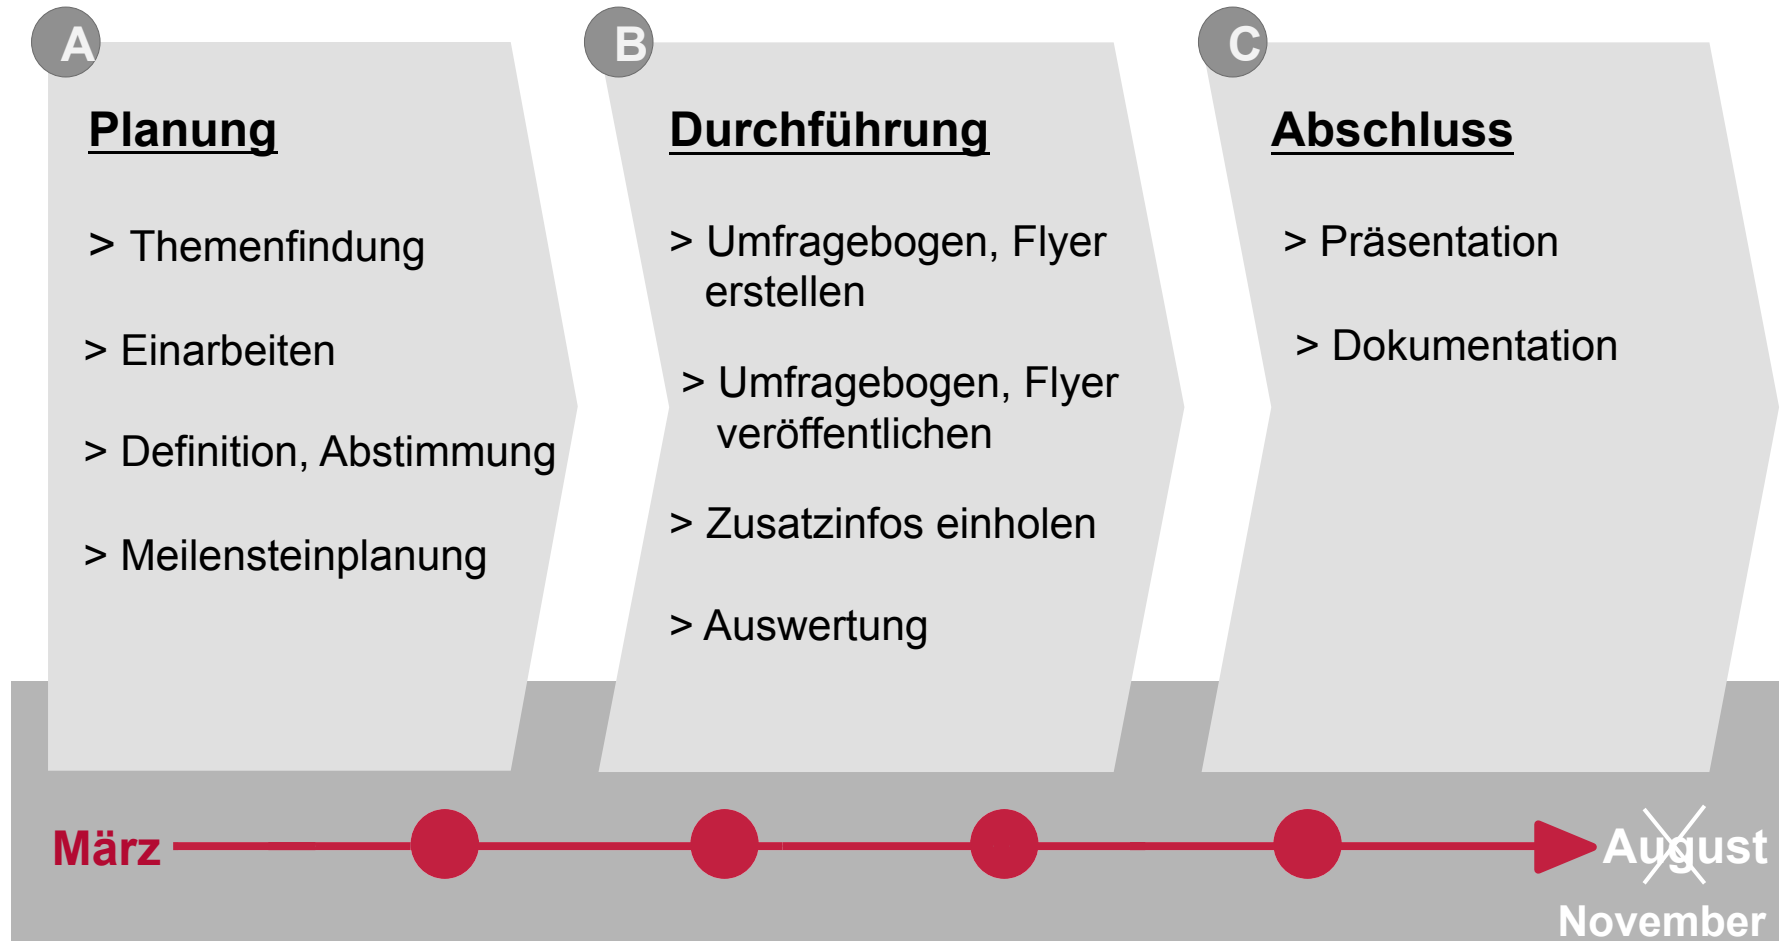 A
Planung
> Themenfindung
> Einarbeiten
> Definition, Abstimmung
> Meilensteinplanung
B
Durchführung
> Umfragebogen, Flyer
erstellen
> Umfragebogen, Flyer
veröffentlichen
> Zusatzinfos einholen
> Auswertung
C
Abschluss
> Präsentation
> Dokumentation
März
August
November